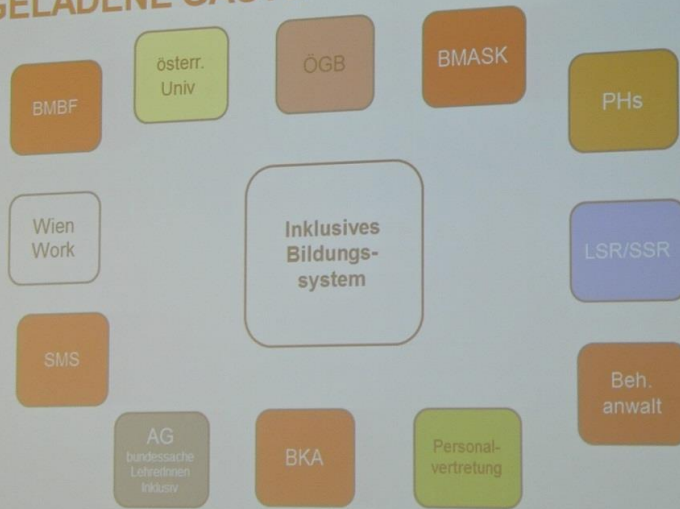 GELADENE
österr.
Univ
ÖGB
BMASK
BMBF
PHs
Wien
Work
Inklusives
Bildungs-
system
LSR/SSR
SMS
Beh.
anwalt
AG
bundessache
LehrerInnen
Inklusiv
BKA
Personal-
vertretung